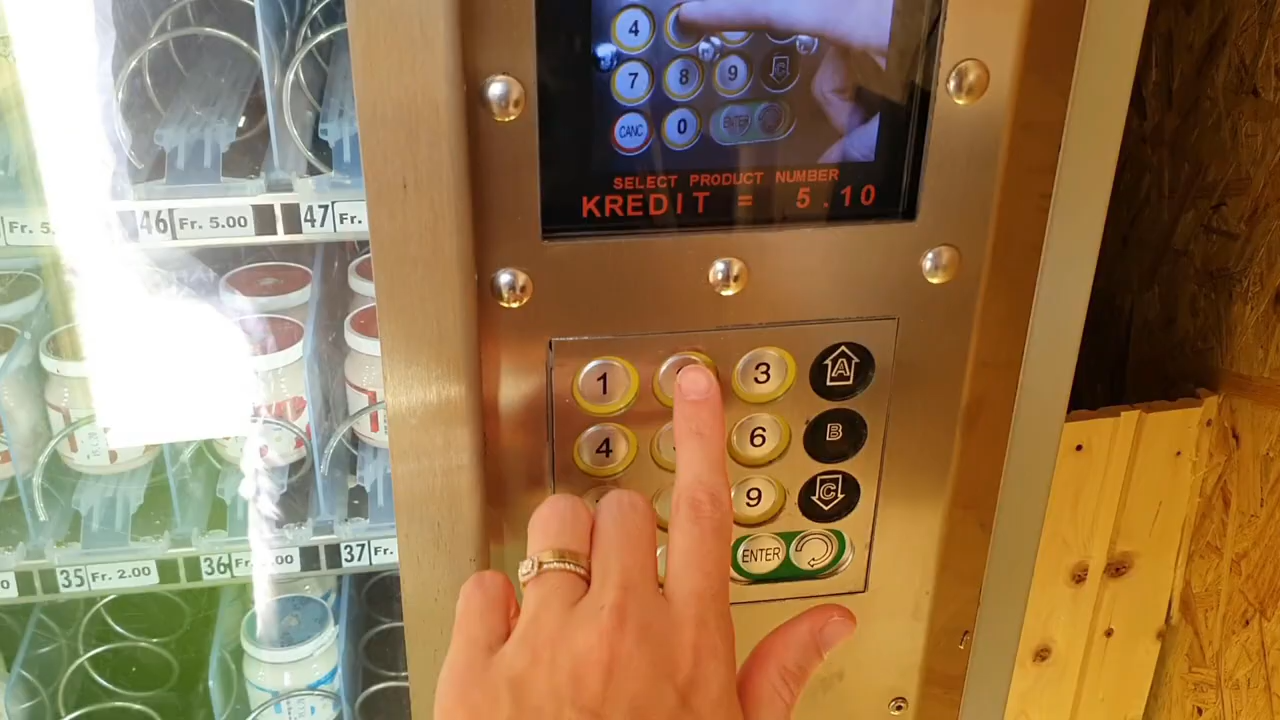 4
7 8 9 C
CANC 0 ENTER
SELECT PRODUCT NUMBER
KREDIT = 5.10
46 Fr. 5.00 47 Fr.
1 3 A
4 6 B
9 C
ENTER
35 Fr. 2.00 36 37 Fr.